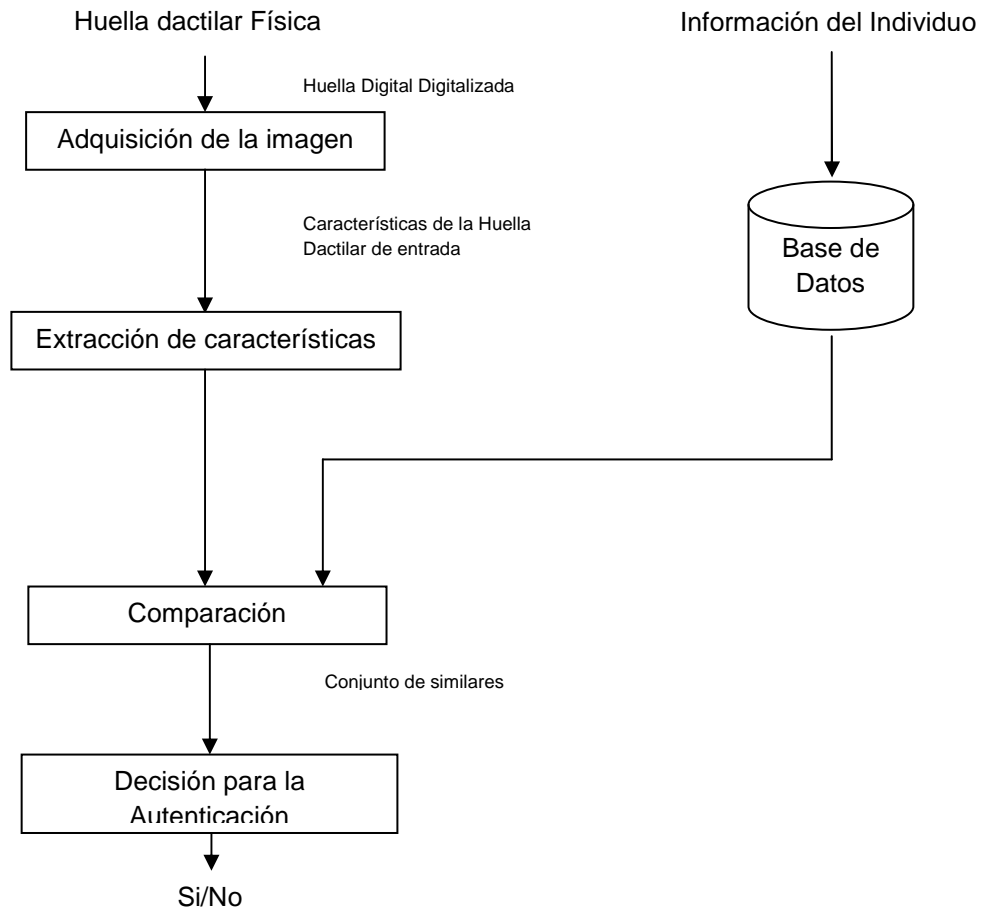 Huella dactilar Física
Información del Individuo
Huella Digital Digitalizada
Adquisición de la imagen
Características de la Huella
Dactilar de entrada
Base de
Datos
Extracción de características
Comparación
Conjunto de similares
Decisión para la
Autenticación
Si/No